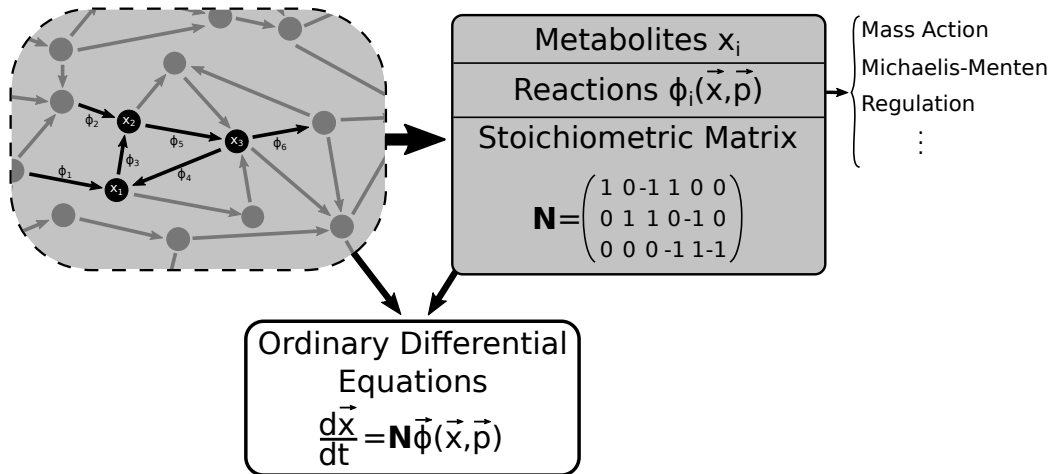 Metabolites xᵢ
Reactions ϕᵢ(x⃗,p⃗)
Stoichiometric Matrix
N=
1 0 -1 1 0 0
0 1 1 0 -1 0
0 0 0 -1 1 -1
Mass Action
Michaelis-Menten
Regulation
⋮
ϕ₂
x₂
ϕ₅
x₃
ϕ₆
ϕ₃
ϕ₁
ϕ₄
x₁
Ordinary Differential
Equations
dx⃗/dt=Nϕ⃗(x⃗,p⃗)